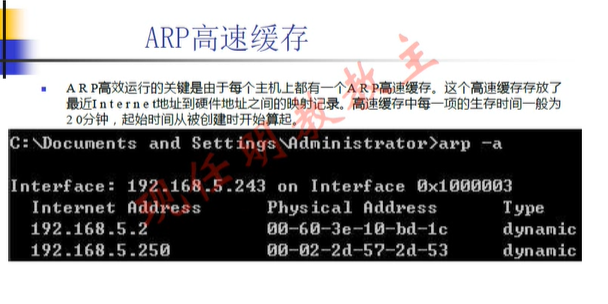 ARP高速缓存
ARP高效运行的关键是由于每个主机上都有一个ARP高速缓存。这个高速缓存存放了
最近Internet地址到硬件地址之间的映射记录。高速缓存中每一项的生存时间一般为
20分钟，起始时间从被创建时开始算起。
C:\Documents and Settings\Administrator>arp -a
Interface: 192.168.5.243 on Interface 0x1000003
Internet Address Physical Address Type
192.168.5.2 00-60-3e-10-bd-1c dynamic
192.168.5.250 00-02-2d-57-2d-53 dynamic
现任明教教主